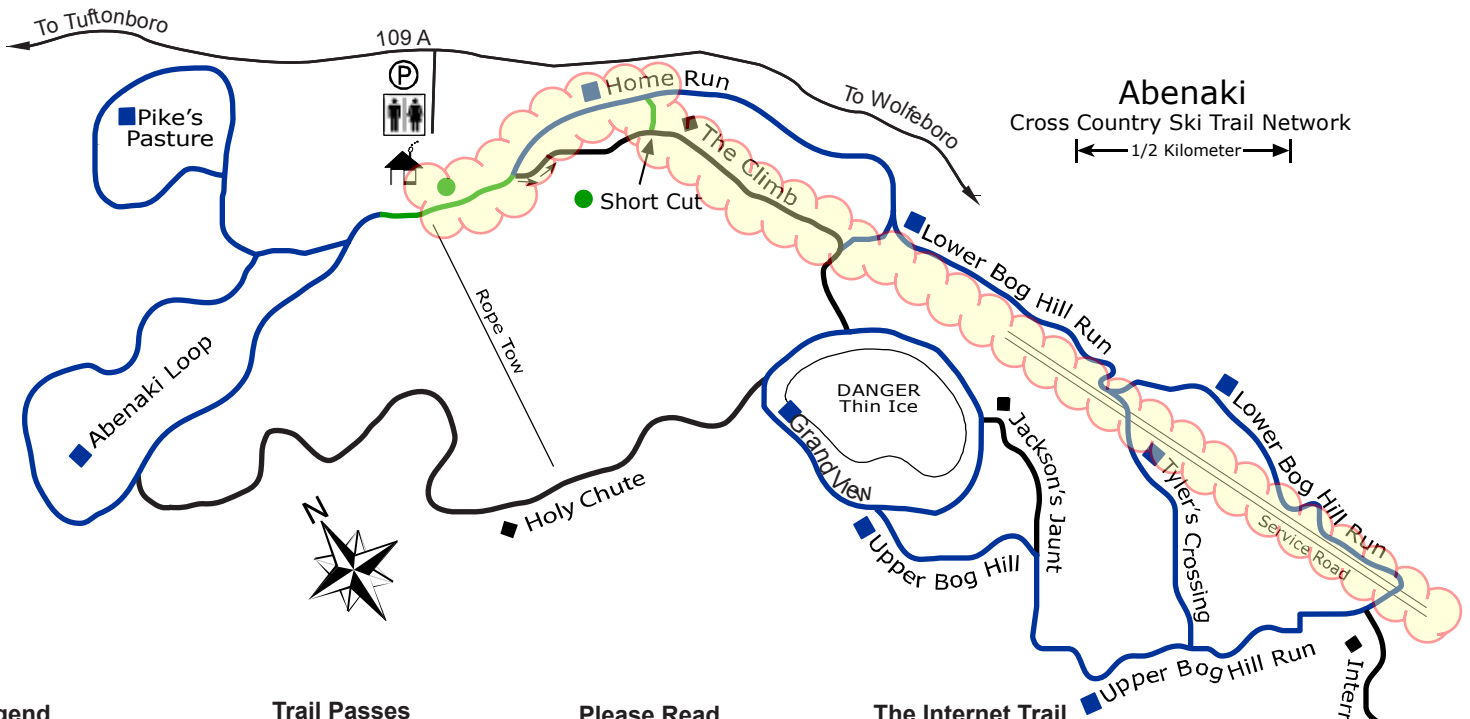 To Tuftonboro
109 A
P
Home Run
To Wolfeboro
Abenaki
Cross Country Ski Trail Network
1/2 Kilometer
Pike's
Pasture
The Climb
Short Cut
Lower Bog Hill Run
Rope Tow
Abenaki Loop
DANGER
Thin Ice
GrandView
Jackson's Jaunt
Lower Bog Hill Run
Tyler's Crossing
Service Road
Holy Chute
N
Upper Bog Hill
Upper Bog Hill Run
Intern
gend
Trail Passes
Please Read
The Internet Trail